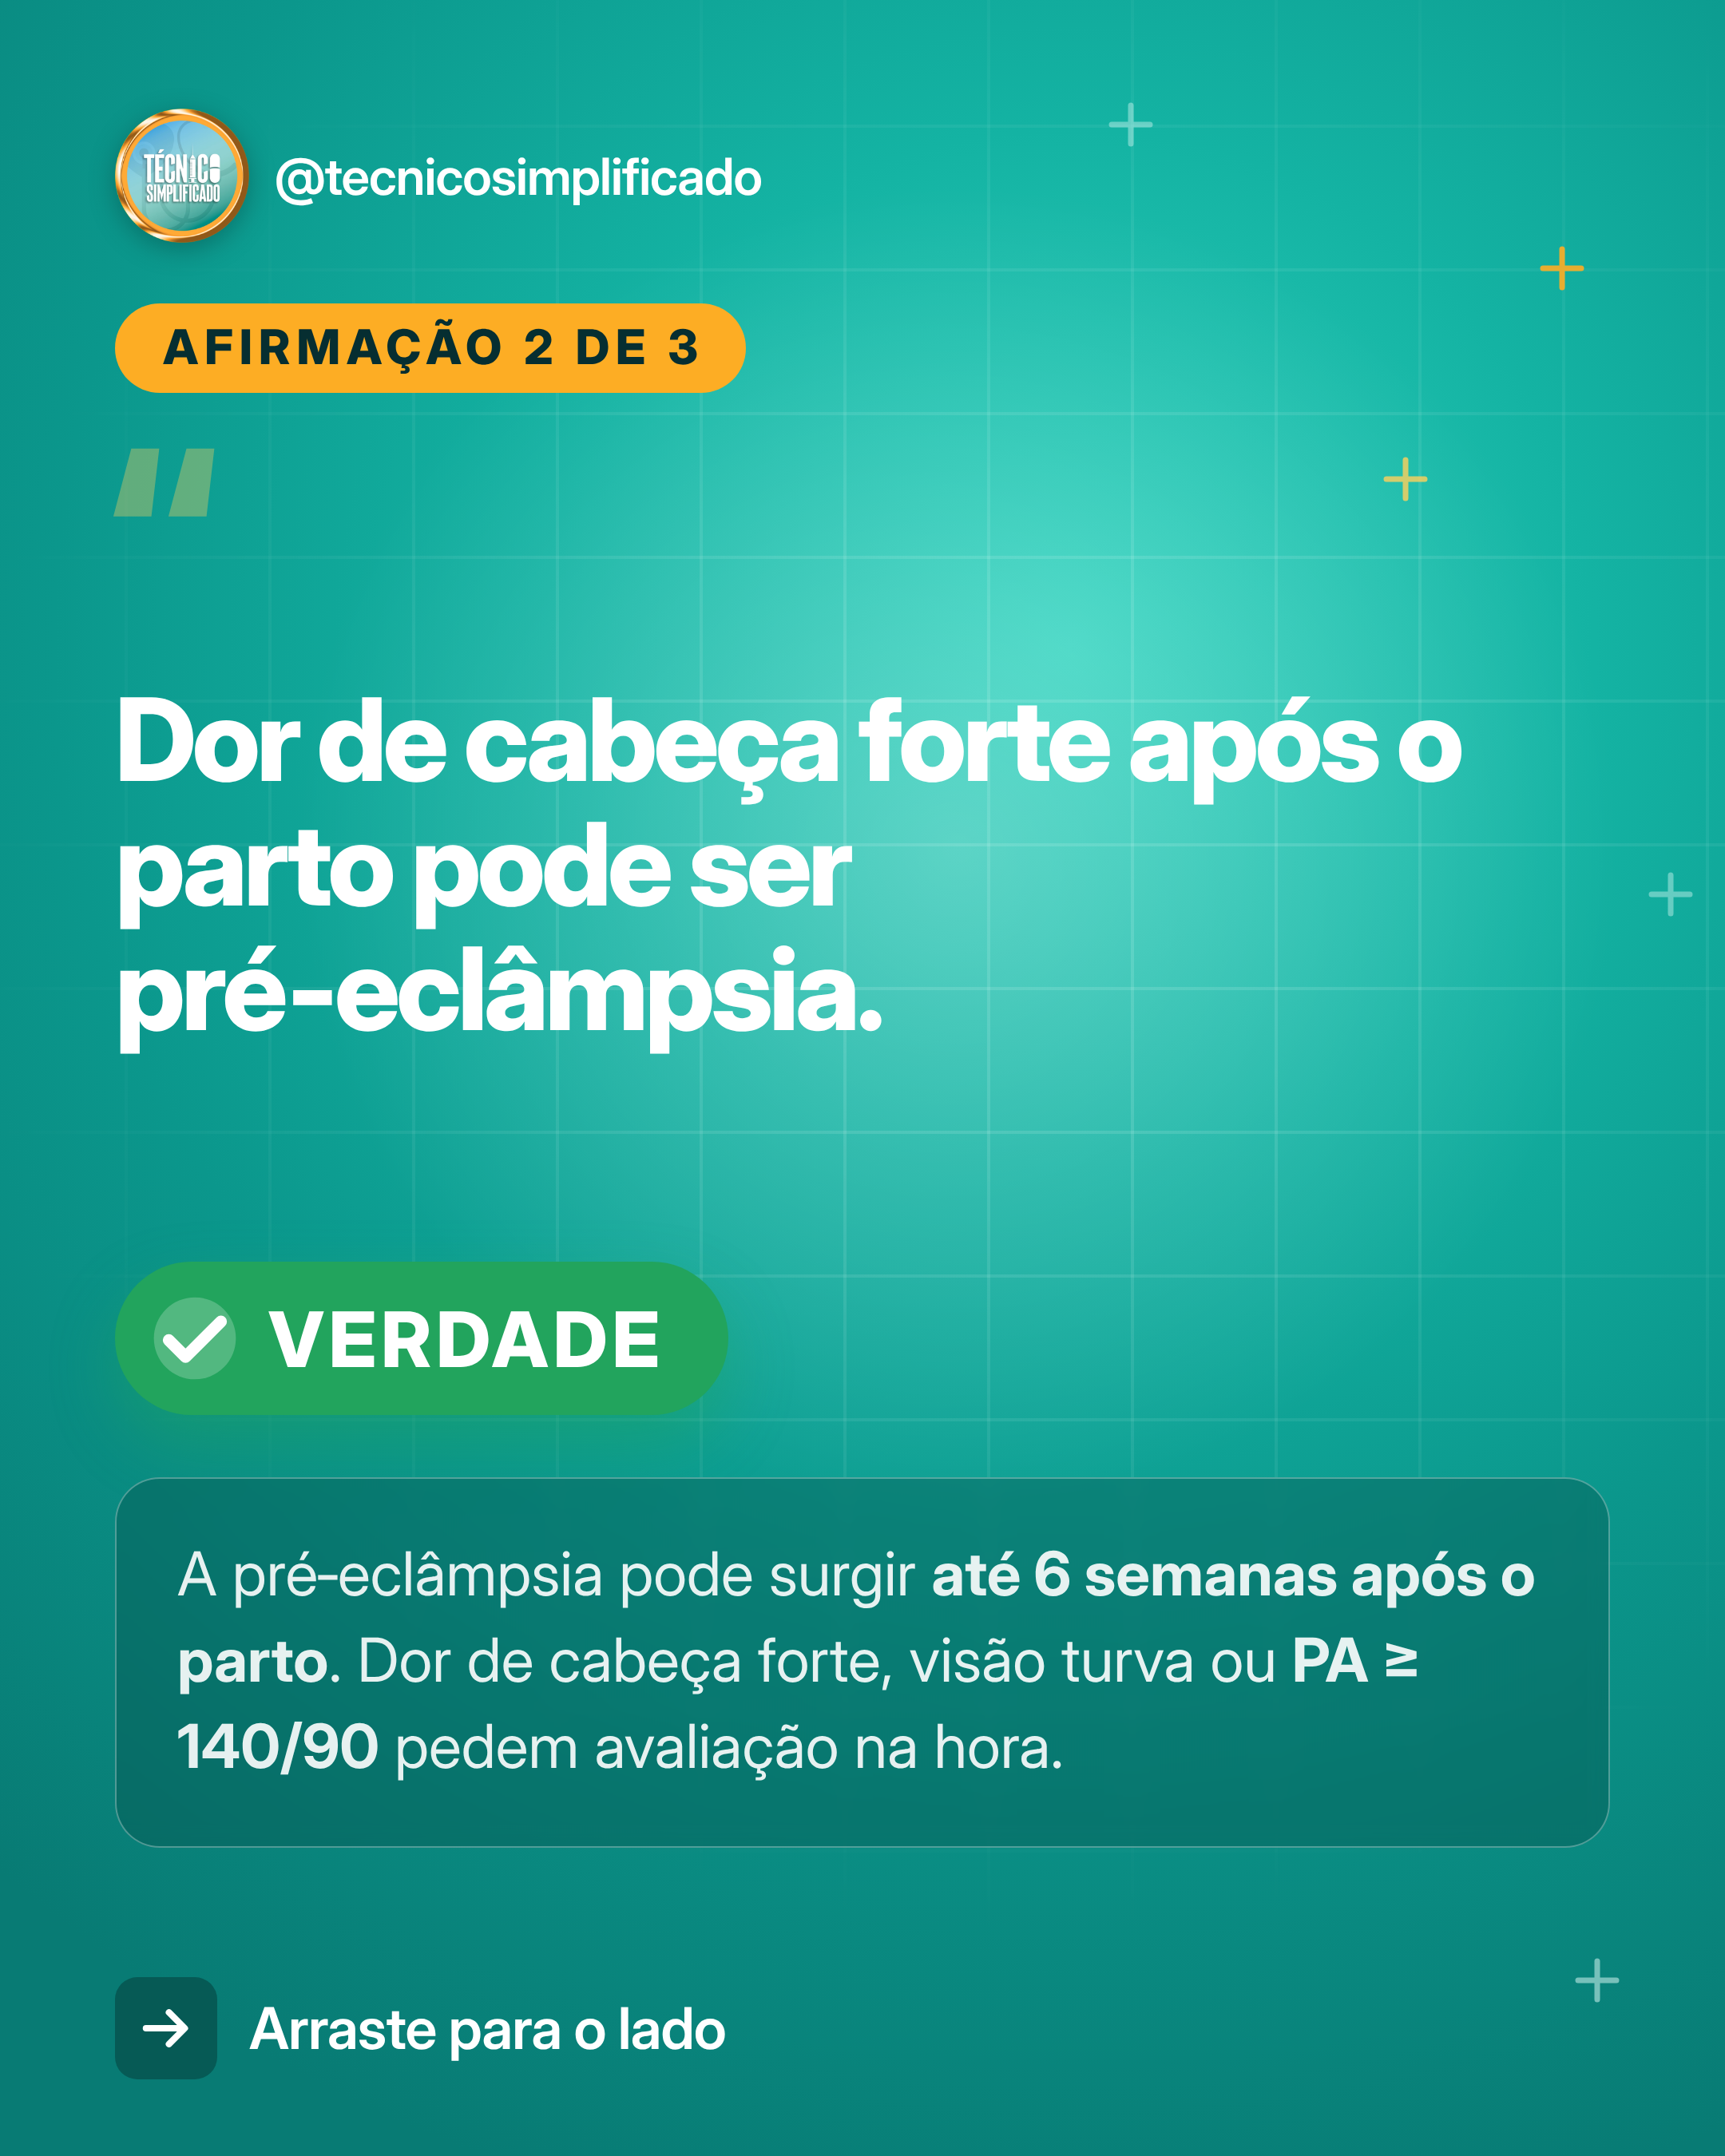 TÉCNICO
SIMPLIFICADO
@tecnicosimplificado
AFIRMAÇÃO 2 DE 3
"
Dor de cabeça forte após o
parto pode ser
pré-eclâmpsia.
VERDADE
A pré-eclâmpsia pode surgir até 6 semanas após o
parto. Dor de cabeça forte, visão turva ou PA ≥
140/90 pedem avaliação na hora.
Arraste para o lado